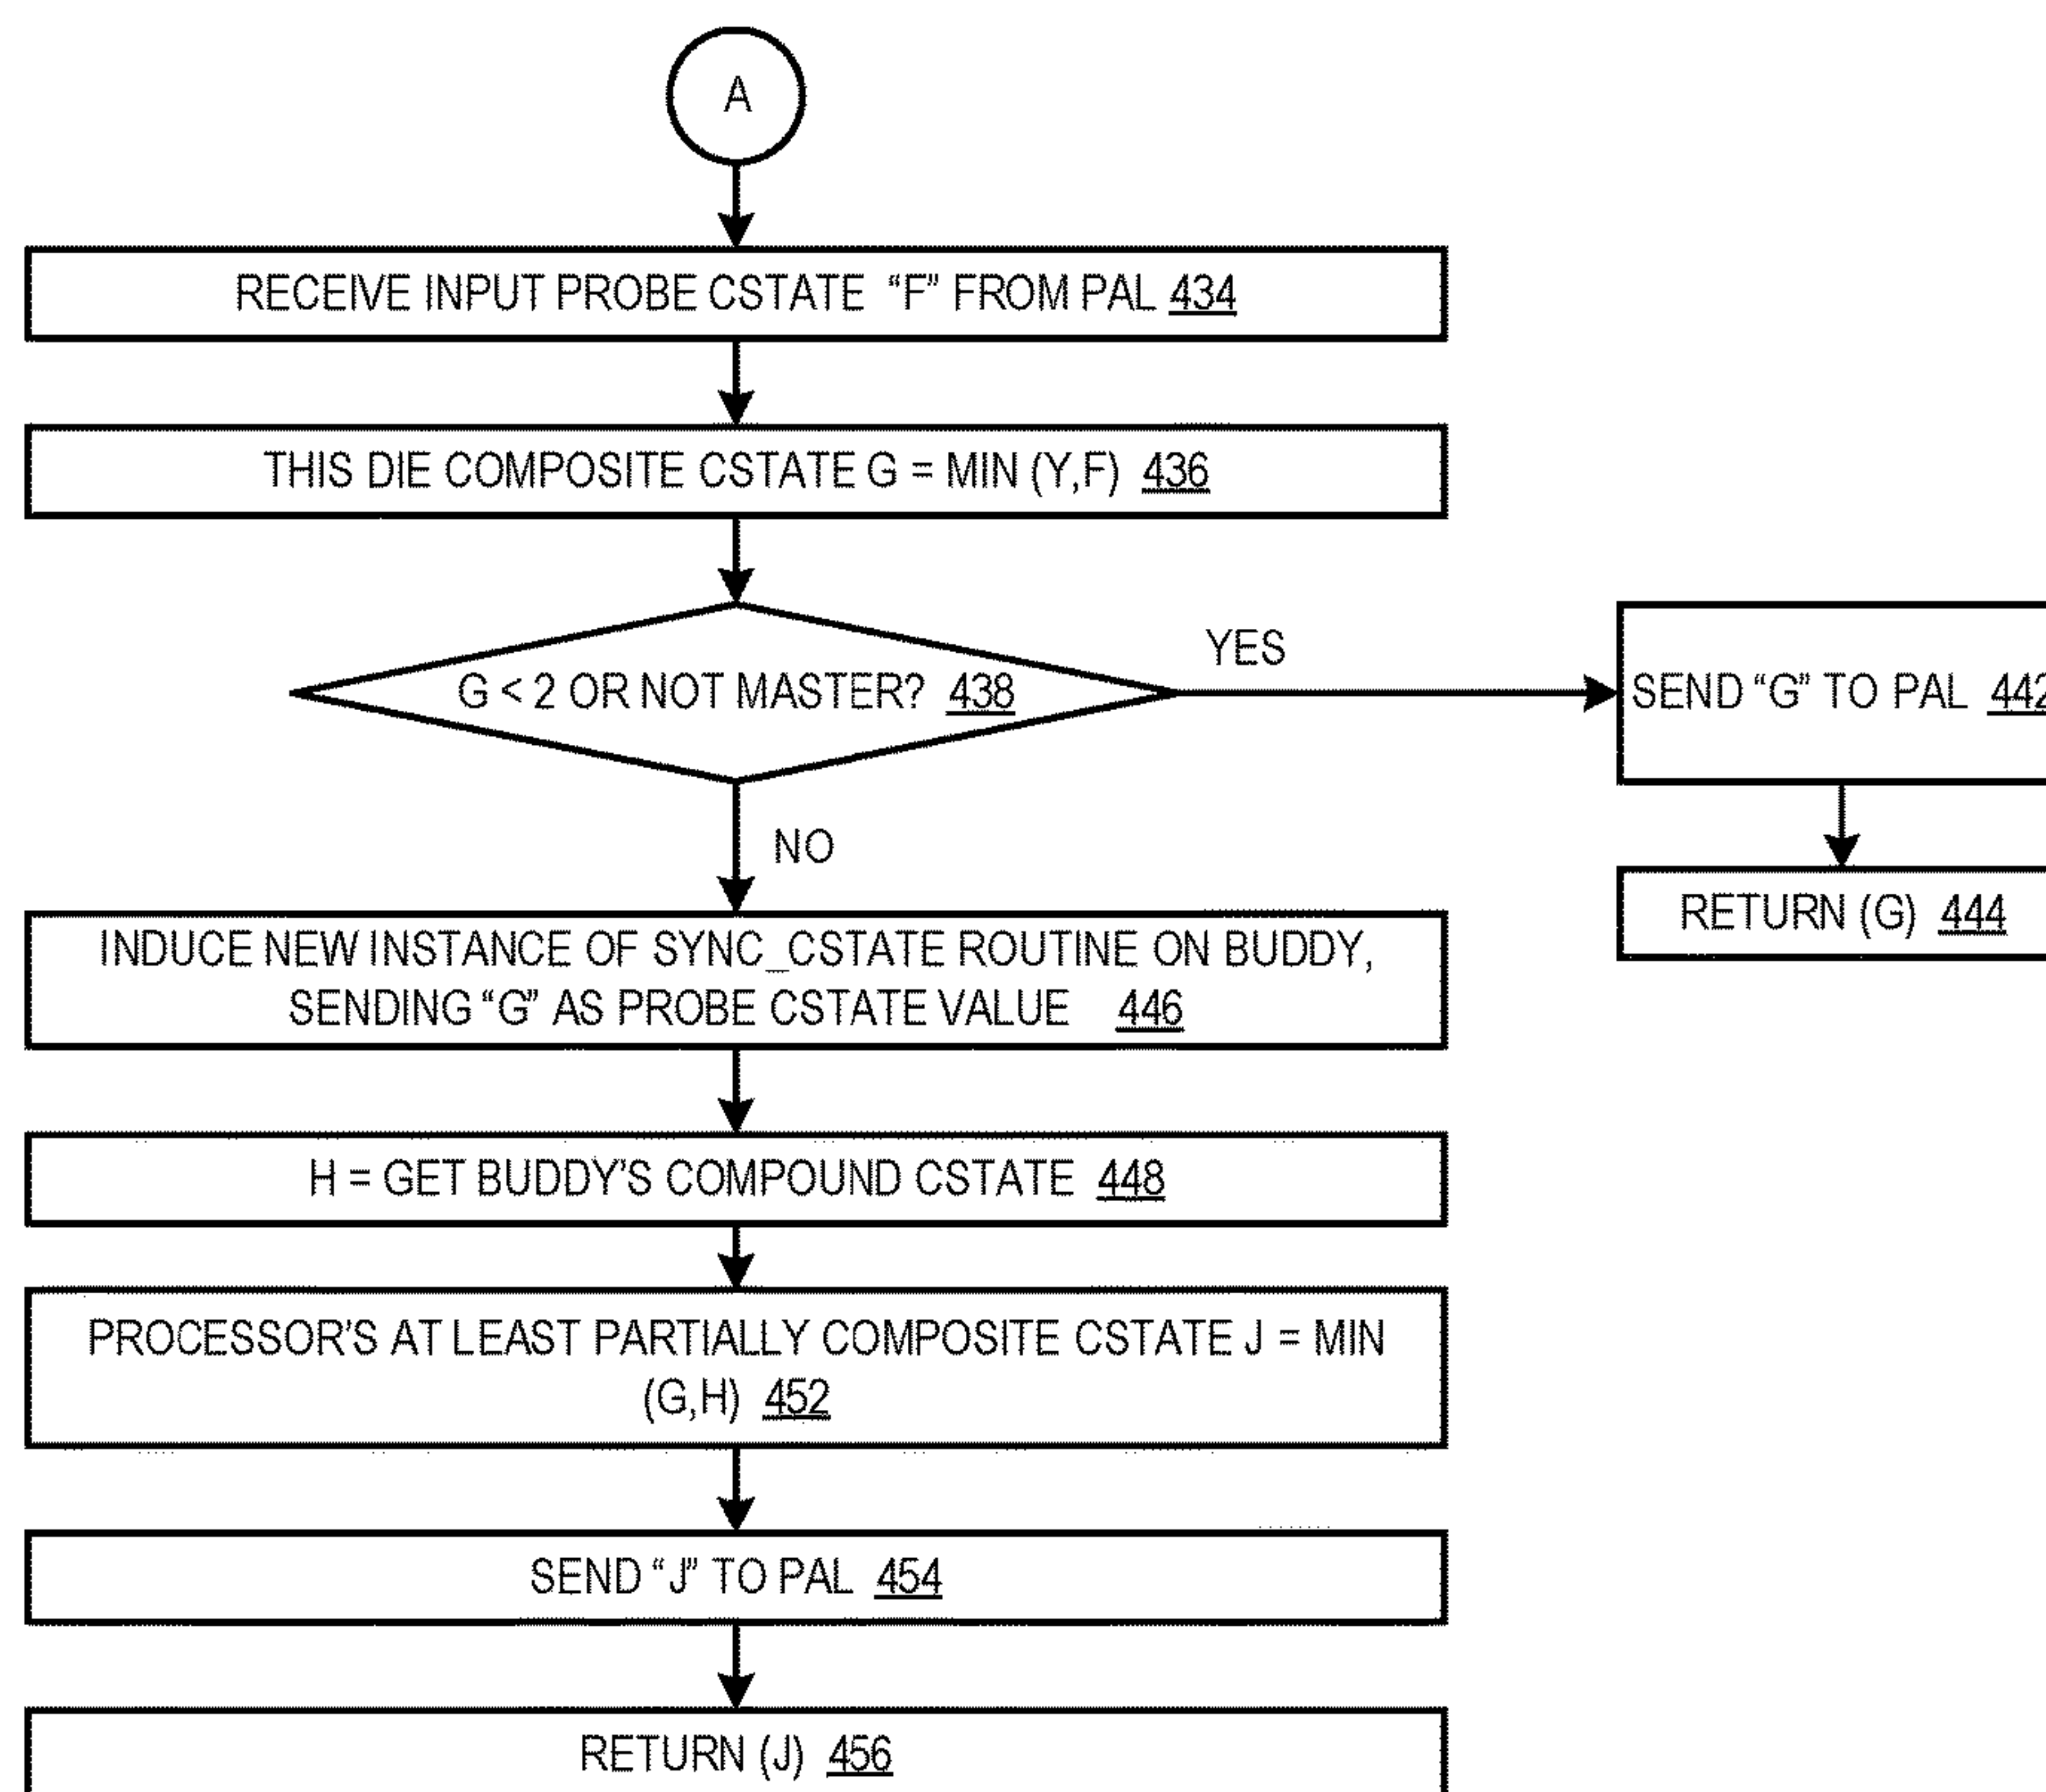 A
RECEIVE INPUT PROBE CSTATE “F” FROM PAL 434
THIS DIE COMPOSITE CSTATE G = MIN (Y,F) 436
G < 2 OR NOT MASTER? 438
YES
SEND “G” TO PAL 442
RETURN (G) 444
NO
INDUCE NEW INSTANCE OF SYNC_CSTATE ROUTINE ON BUDDY,
SENDING “G” AS PROBE CSTATE VALUE 446
H = GET BUDDY’S COMPOUND CSTATE 448
PROCESSOR’S AT LEAST PARTIALLY COMPOSITE CSTATE J = MIN
(G,H) 452
SEND “J” TO PAL 454
RETURN (J) 456